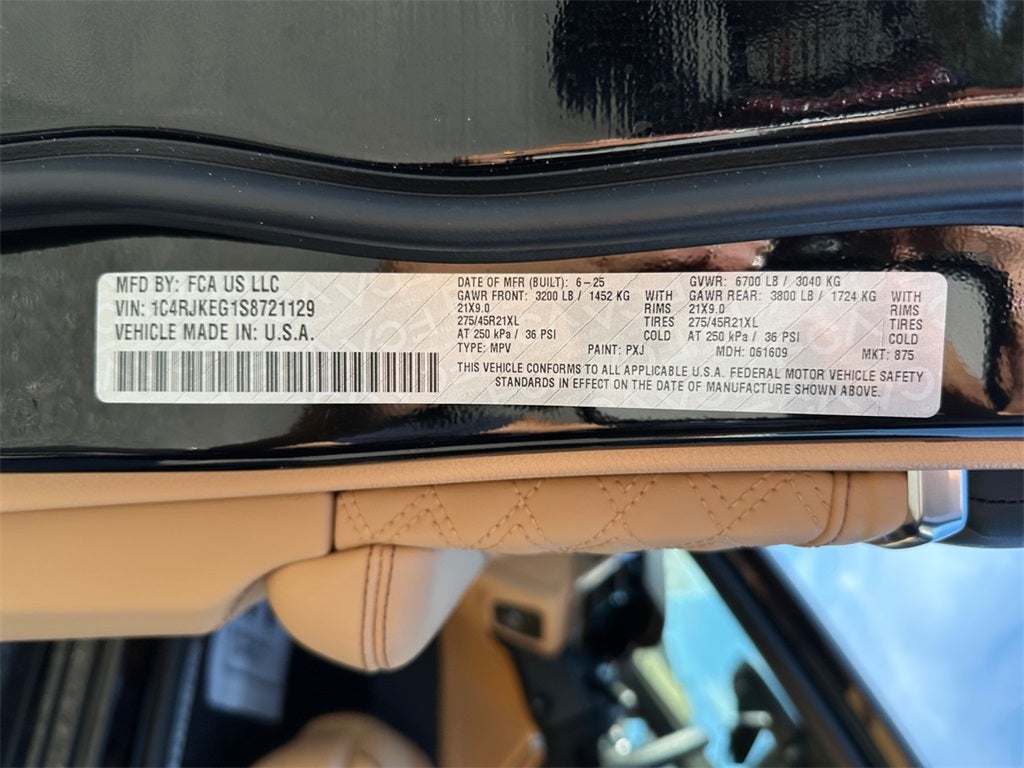 MFD BY: FCA US LLC
VIN: 1C4RJKEG1S8721129
VEHICLE MADE IN: U.S.A.
DATE OF MFR (BUILT): 6-25 GVWR: 6700 LB / 3040 KG
GAWR FRONT: 3200 LB / 1452 KG WITH GAWR REAR: 3800 LB / 1724 KG WITH
21X9.0 RIMS 21X9.0 RIMS
275/45R21XL TIRES 275/45R21XL TIRES
AT 250 kPa / 36 PSI COLD AT 250 kPa / 36 PSI COLD
TYPE: MPV PAINT: PXJ MDH: 061609 MKT: 875
THIS VEHICLE CONFORMS TO ALL APPLICABLE U.S.A. FEDERAL MOTOR VEHICLE SAFETY
STANDARDS IN EFFECT ON THE DATE OF MANUFACTURE SHOWN ABOVE.